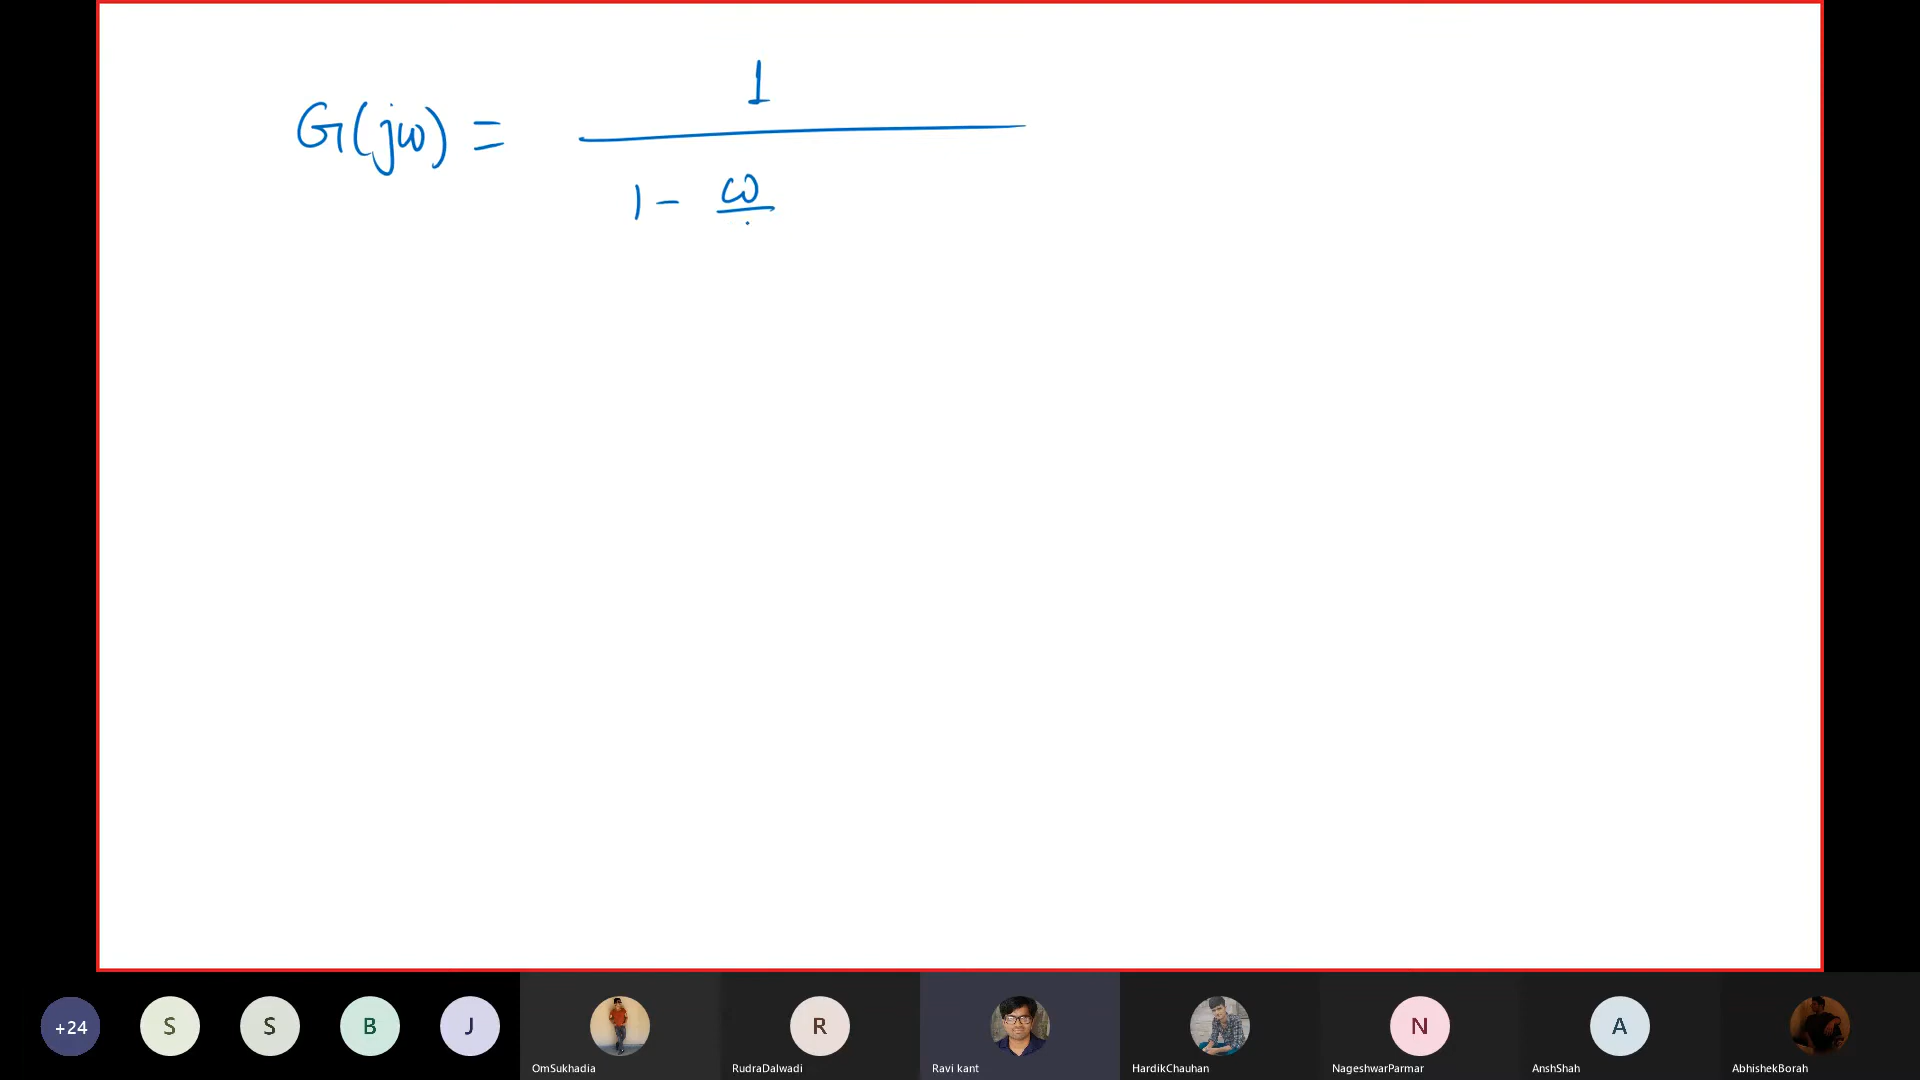 G(jω) = 1
1 - ω
+24 S S B J R N A
OmSukhadia RudraDalwadi Ravi kant HardikChauhan NageshwarParmar AnshShah AbhishekBorah